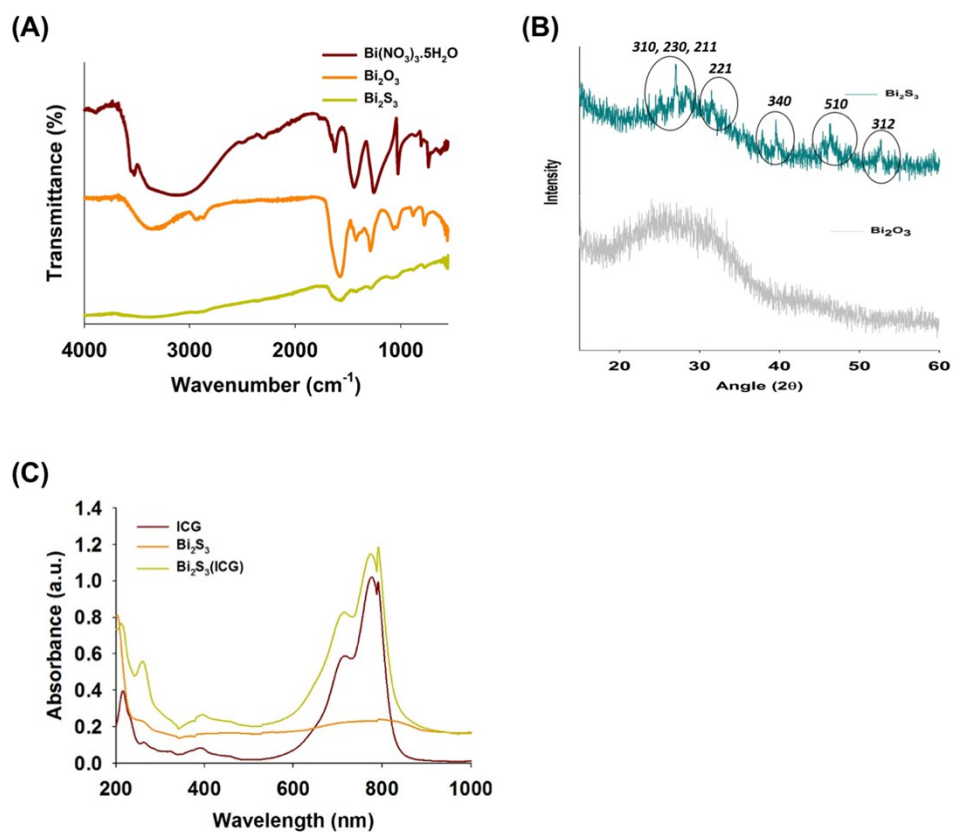 (A)
Bi(NO₃)₃.5H₂O
Bi₂O₃
Bi₂S₃
Transmittance (%)
4000 3000 2000 1000
Wavenumber (cm⁻¹)
(B)
310, 230, 211
221
340
510
312
Bi₂S₃
Bi₂O₃
Intensity
20 30 40 50 60
Angle (2θ)
(C)
ICG
Bi₂S₃
Bi₂S₃(ICG)
Absorbance (a.u.)
1.4
1.2
1.0
0.8
0.6
0.4
0.2
0.0
200 400 600 800 1000
Wavelength (nm)